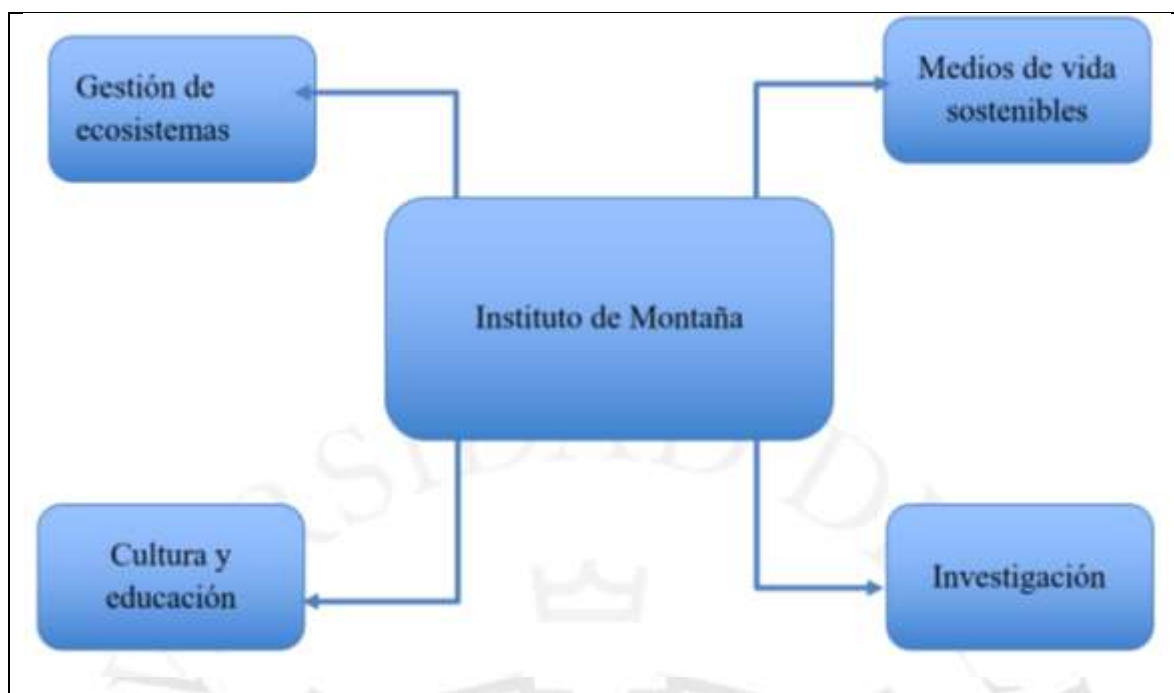 Gestión de
ecosistemas
Medios de vida
sostenibles
Instituto de Montaña
Cultura y
educación
Investigación